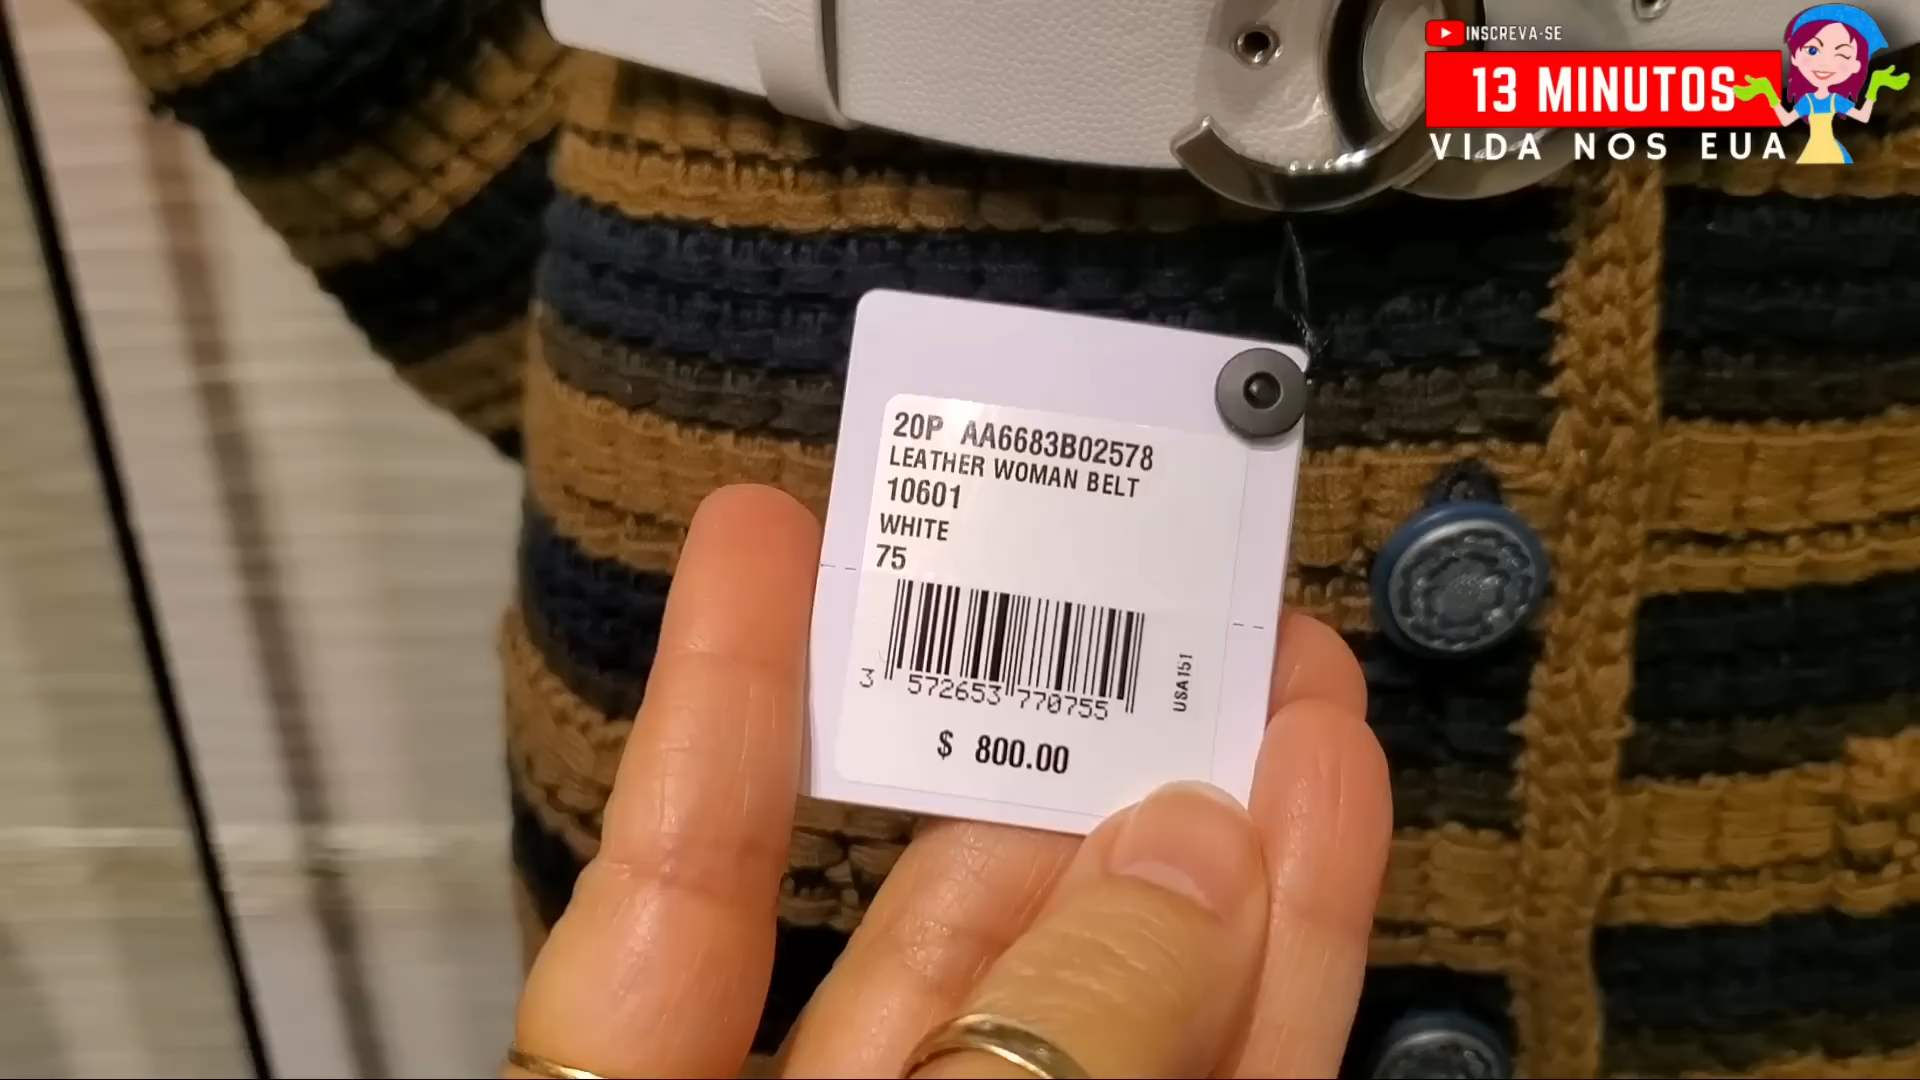 INSCREVA-SE
13 MINUTOS
VIDA NOS EUA
20P AA6683B02578
LEATHER WOMAN BELT
10601
WHITE
75
3 572653 770755
USA151
$ 800.00